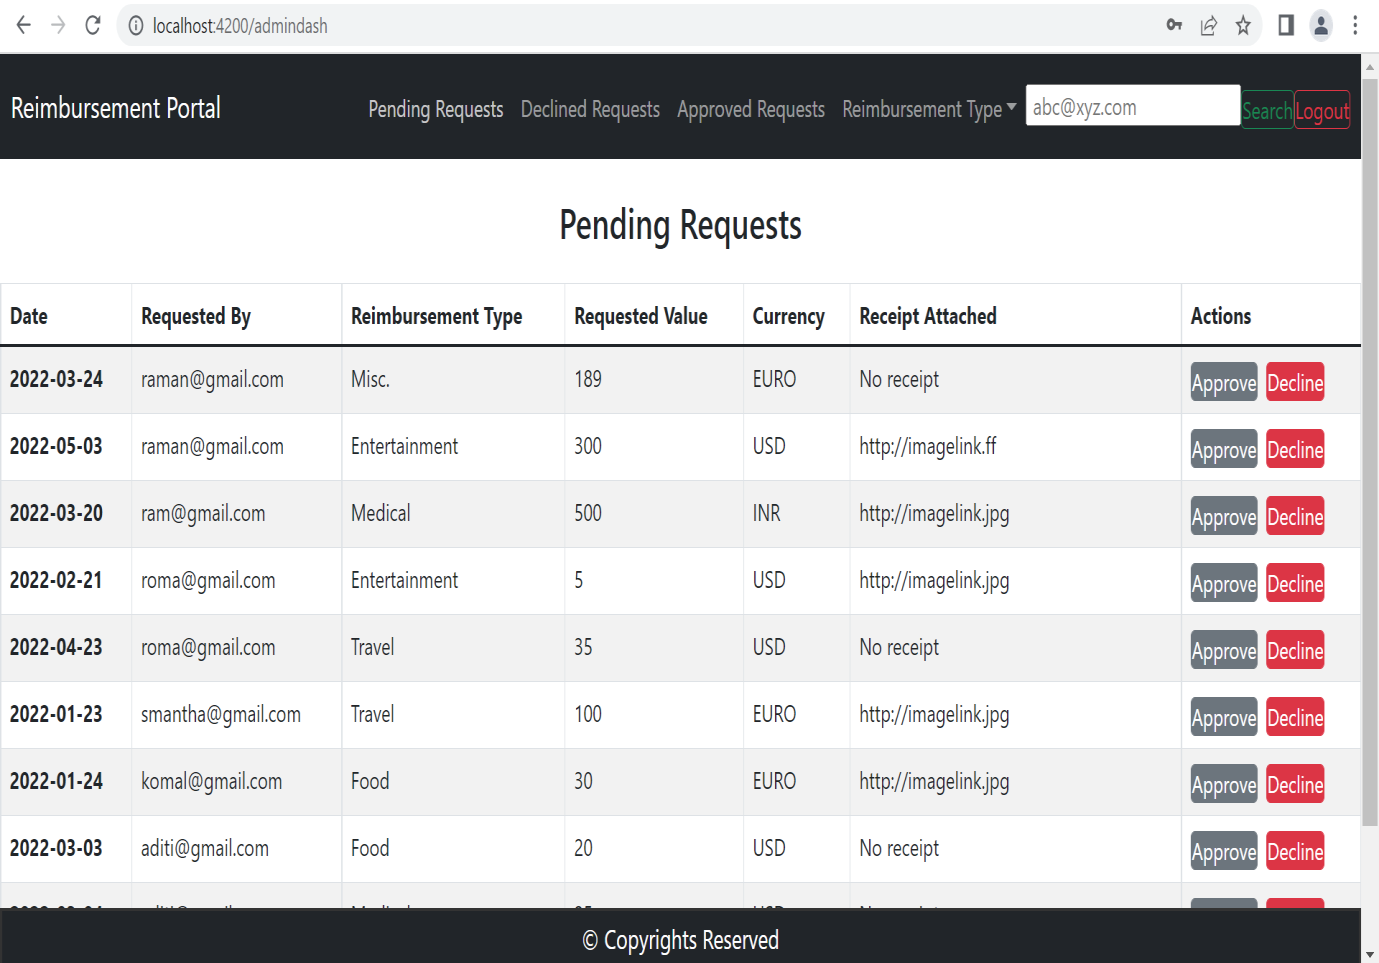 localhost:4200/admindash
Reimbursement Portal Pending Requests Declined Requests Approved Requests Reimbursement Type abc@xyz.com Search Logout
Pending Requests
Date Requested By Reimbursement Type Requested Value Currency Receipt Attached Actions
2022-03-24 raman@gmail.com Misc. 189 EURO No receipt Approve Decline
2022-05-03 raman@gmail.com Entertainment 300 USD http://imagelink.ff Approve Decline
2022-03-20 ram@gmail.com Medical 500 INR http://imagelink.jpg Approve Decline
2022-02-21 roma@gmail.com Entertainment 5 USD http://imagelink.jpg Approve Decline
2022-04-23 roma@gmail.com Travel 35 USD No receipt Approve Decline
2022-01-23 smantha@gmail.com Travel 100 EURO http://imagelink.jpg Approve Decline
2022-01-24 komal@gmail.com Food 30 EURO http://imagelink.jpg Approve Decline
2022-03-03 aditi@gmail.com Food 20 USD No receipt Approve Decline
© Copyrights Reserved